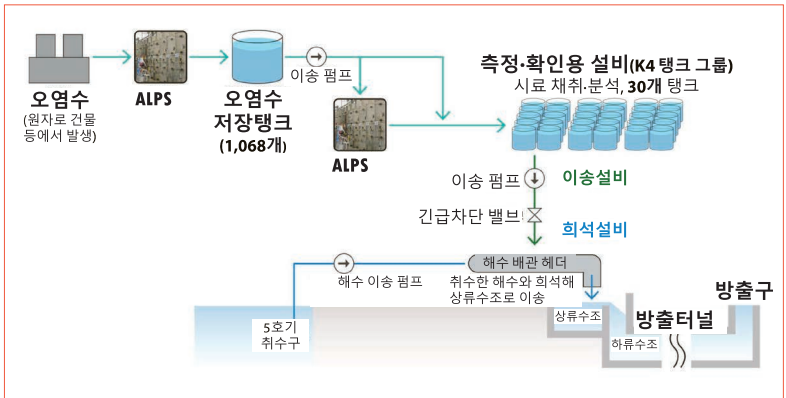 오염수
(원자로 건물
등에서 발생)
ALPS
오염수
저장탱크
(1,068개)
이송 펌프
ALPS
측정·확인용 설비(K4 탱크 그룹)
시료 채취·분석, 30개 탱크
이송 펌프
이송설비
긴급차단 밸브
희석설비
해수 배관 헤더
해수 이송 펌프
취수한 해수와 희석해
상류수조로 이송
5호기
취수구
상류수조
하류수조
방출터널
방출구